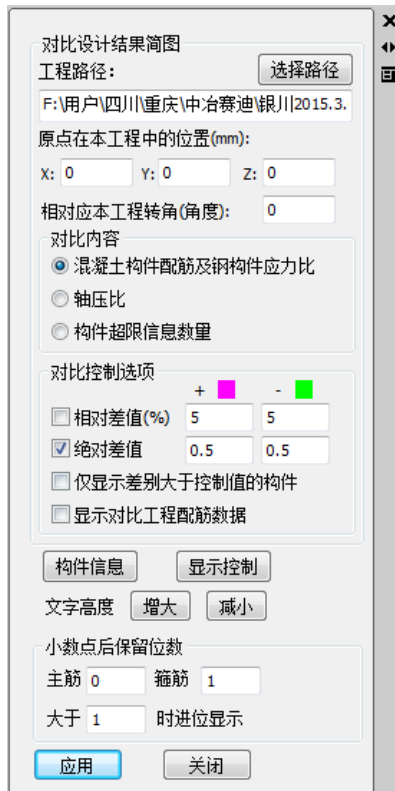 对比设计结果简图
工程路径：
选择路径
F:\用户\四川\重庆\中冶赛迪\银川2015.3.
原点在本工程中的位置(mm):
X: 0 Y: 0 Z: 0
相对应本工程转角(角度): 0
对比内容
混凝土构件配筋及钢构件应力比
轴压比
构件超限信息数量
对比控制选项
+ -
相对差值(%) 5 5
绝对差值 0.5 0.5
仅显示差别大于控制值的构件
显示对比工程配筋数据
构件信息 显示控制
文字高度 增大 减小
小数点后保留位数
主筋 0 箍筋 1
大于 1 时进位显示
应用 关闭